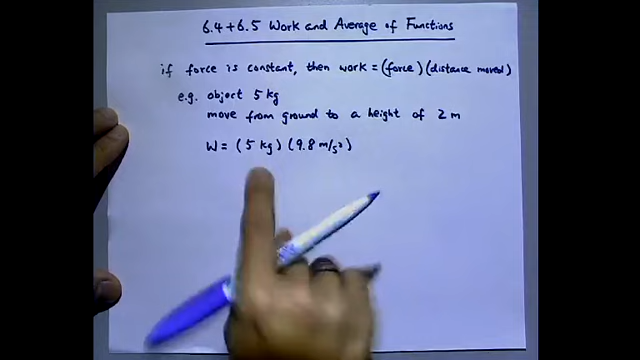 6.4+6.5 Work and Average of Functions
if force is constant, then work = (force)(distance moved)
e.g. object 5 kg
move from ground to a height of 2 m
W = (5 kg)(9.8 m/s²)